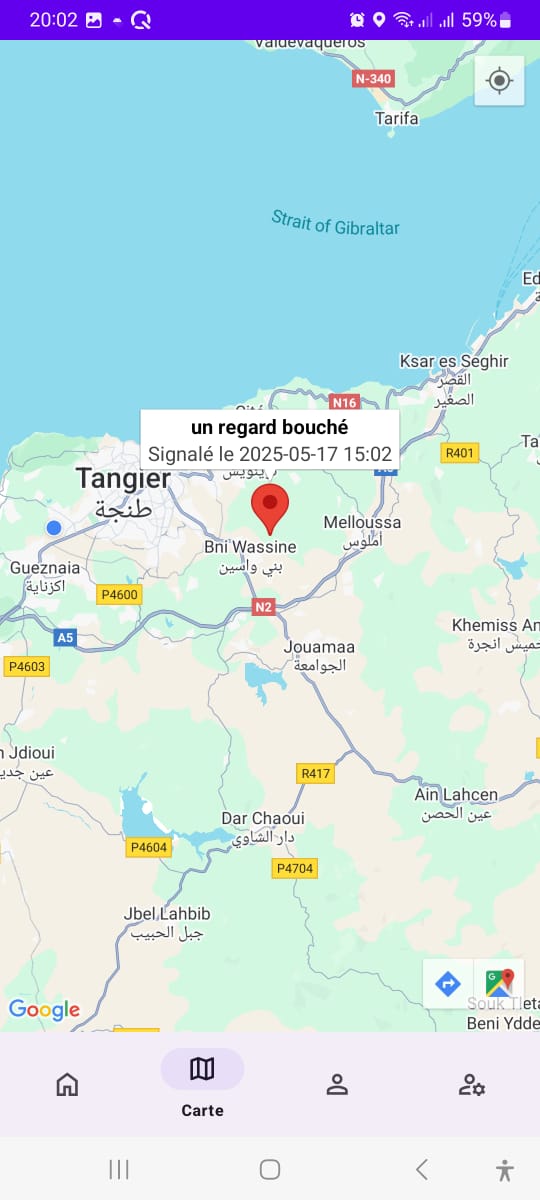 20:02
59%
Valdevaqueros
N-340
Tarifa
Strait of Gibraltar
Ksar es Seghir
القصر
الصغير
N16
un regard bouché
Signalé le 2025-05-17 15:02
R401
Tangier
طنجة
Melloussa
أملوس
Bni Wassine
بني واسين
Gueznaia
اكزناية
P4600
N2
A5
Khemiss An
خميس انجرة
Jouamaa
الجوامعة
P4603
n Jdioui
عين جدي
R417
Ain Lahcen
عين الحصن
Dar Chaoui
دار الشاوي
P4604
P4704
Jbel Lahbib
جبل الحبيب
Google
Souk Tleta
Beni Ydde
Carte